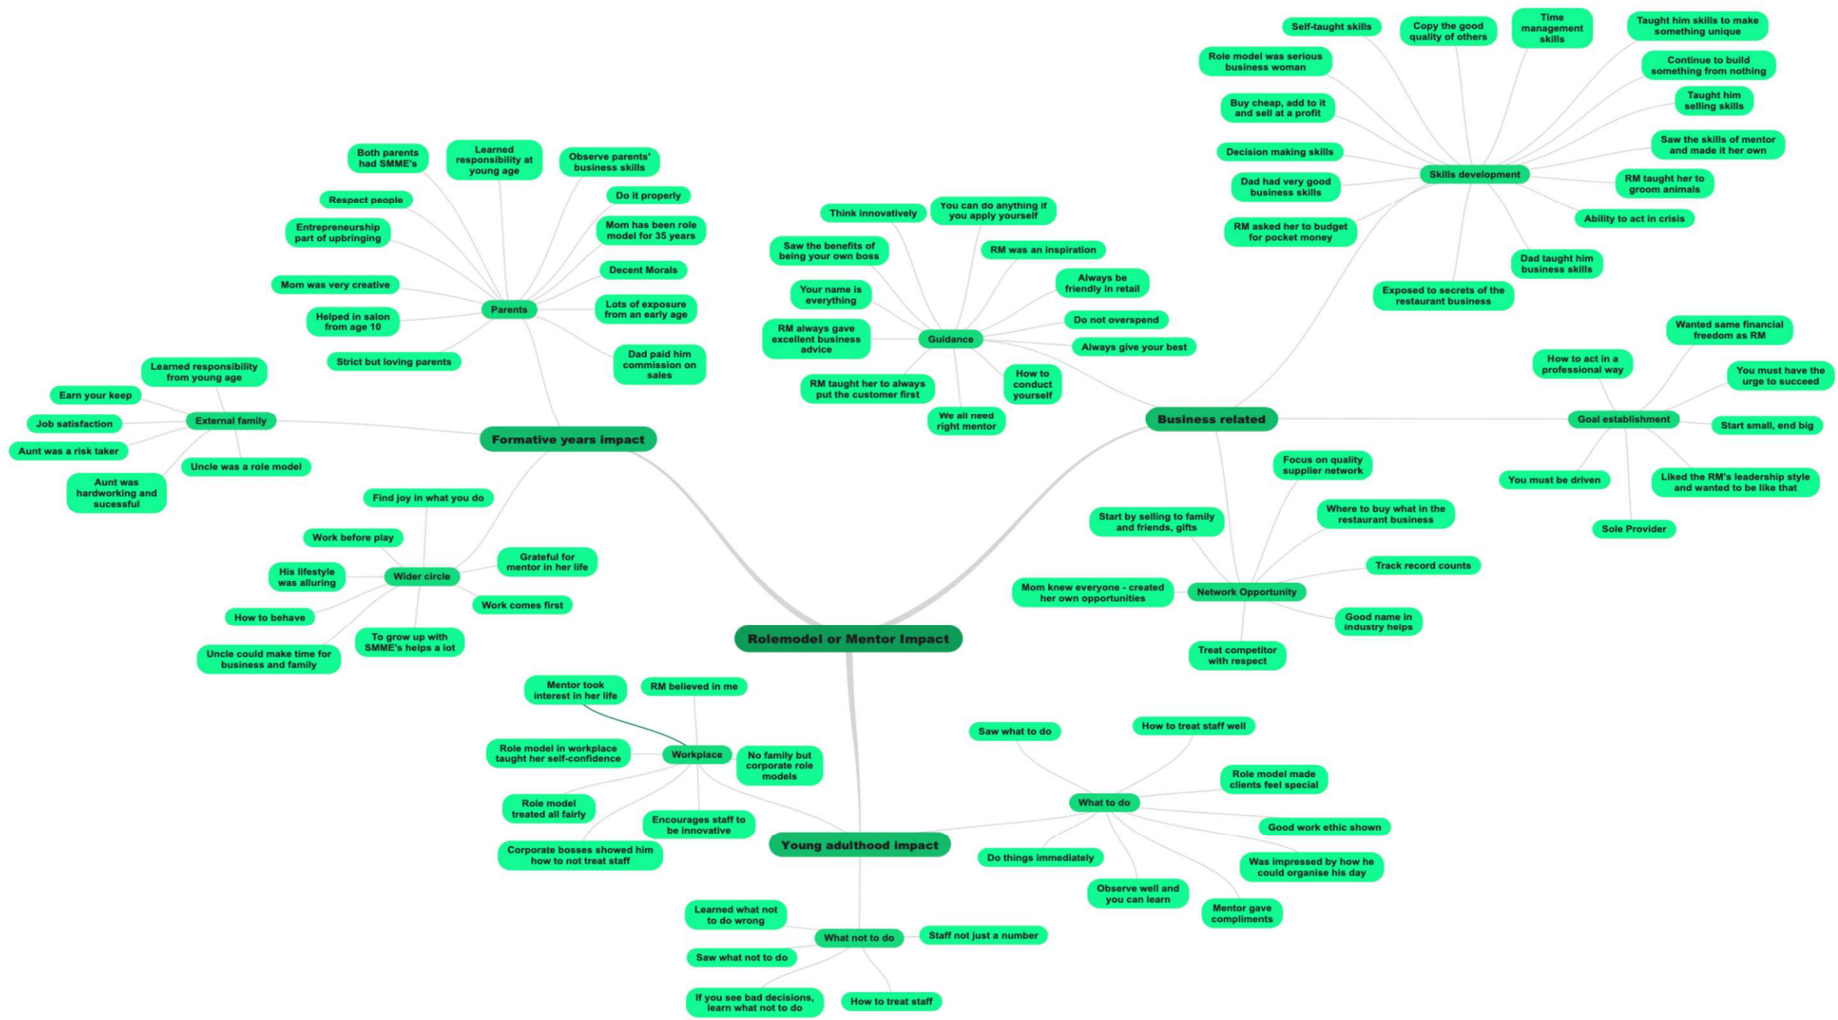 Self-taught skills
Copy the good
quality of others
Time
management
skills
Taught him skills to make
something unique
Role model was serious
business woman
Continue to build
something from nothing
Buy cheap, add to it
and sell at a profit
Taught him
selling skills
Decision making skills
Saw the skills of mentor
and made it her own
Skills development
Dad had very good
business skills
RM taught her to
groom animals
RM asked her to budget
for pocket money
Ability to act in crisis
Dad taught him
business skills
Exposed to secrets of the
restaurant business
Both parents
had SMME's
Learned
responsibility at
young age
Observe parents'
business skills
Respect people
Do it properly
Entrepreneurship
part of upbringing
Mom has been role
model for 35 years
Mom was very creative
Decent Morals
Parents
Helped in salon
from age 10
Lots of exposure
from an early age
Strict but loving parents
Dad paid him
commission on
sales
Think innovatively
You can do anything if
you apply yourself
Saw the benefits of
being your own boss
RM was an inspiration
Your name is
everything
Always be
friendly in retail
RM always gave
excellent business
advice
Guidance
Do not overspend
Always give your best
RM taught her to always
put the customer first
How to
conduct
yourself
We all need
right mentor
Wanted same financial
freedom as RM
How to act in a
professional way
You must have the
urge to succeed
Business related
Goal establishment
Start small, end big
You must be driven
Liked the RM's leadership style
and wanted to be like that
Sole Provider
Learned responsibility
from young age
Earn your keep
Job satisfaction
External family
Aunt was a risk taker
Uncle was a role model
Aunt was
hardworking and
sucessful
Formative years impact
Find joy in what you do
Work before play
His lifestyle
was alluring
Wider circle
Grateful for
mentor in her life
How to behave
Work comes first
Uncle could make time for
business and family
To grow up with
SMME's helps a lot
Focus on quality
supplier network
Start by selling to family
and friends, gifts
Where to buy what in the
restaurant business
Track record counts
Mom knew everyone - created
her own opportunities
Network Opportunity
Good name in
industry helps
Treat competitor
with respect
Rolemodel or Mentor Impact
Mentor took
interest in her life
RM believed in me
Role model in workplace
taught her self-confidence
Workplace
No family but
corporate role
models
Role model
treated all fairly
Encourages staff to
be innovative
Corporate bosses showed him
how to not treat staff
Young adulthood impact
Saw what to do
How to treat staff well
Role model made
clients feel special
What to do
Good work ethic shown
Do things immediately
Was impressed by how he
could organise his day
Observe well and
you can learn
Mentor gave
compliments
Learned what not
to do wrong
What not to do
Staff not just a number
Saw what not to do
If you see bad decisions,
learn what not to do
How to treat staff